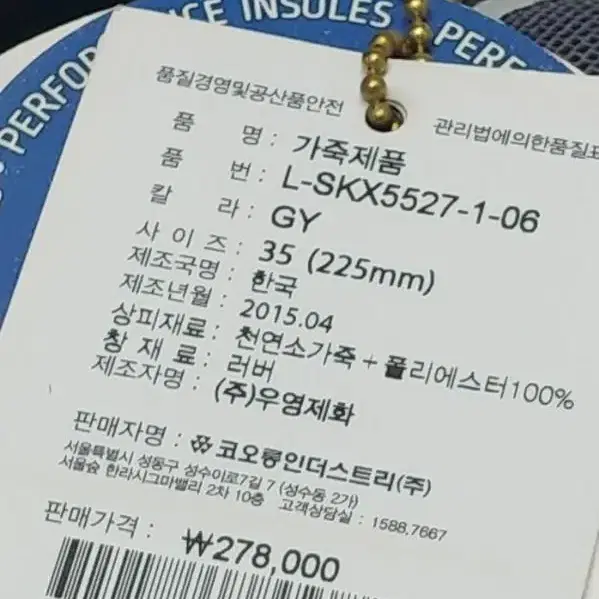 PERFO
CE INSOLES
PERF
품질경영및공산품안전
관리법에의한품질표
품 명 : 가죽제품
품 번 : L-SKX5527-1-06
칼 라 : GY
사 이 즈 : 35 (225mm)
제조국명 : 한국
제조년월 : 2015.04
상피재료 : 천연소가죽 + 폴리에스터100%
창 재 료 : 러버
제조자명 : (주)우영제화
판매자명 : 코오롱인더스트리(주)
서울특별시 성동구 성수이로7길 7 (성수동 2가)
서울숲 한라시그마밸리 2차 10층 고객상담실 : 1588.7667
판매가격 : ₩278,000